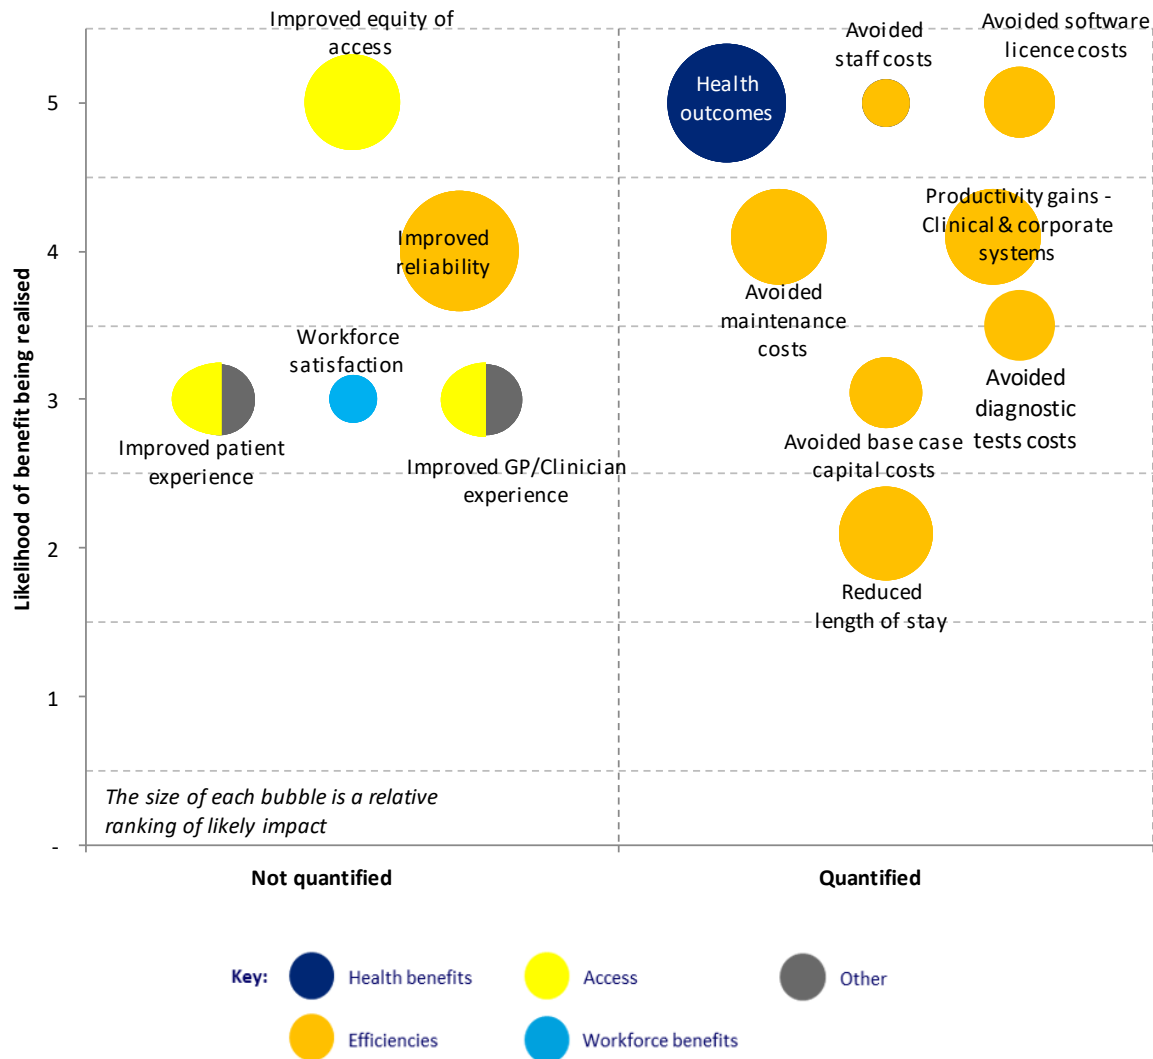 Improved equity of
access
Avoided
staff costs
Avoided software
licence costs
Health
outcomes
5
Productivity gains -
Clinical & corporate
systems
Improved
reliability
4
Avoided
maintenance
costs
Workforce
satisfaction
Avoided
diagnostic
tests costs
3
Improved patient
experience
Improved GP/Clinician
experience
Avoided base case
capital costs
2
Reduced
length of stay
1
The size of each bubble is a relative
ranking of likely impact
-
Likelihood of benefit being realised
Not quantified
Quantified
Key:
Health benefits
Access
Other
Efficiencies
Workforce benefits